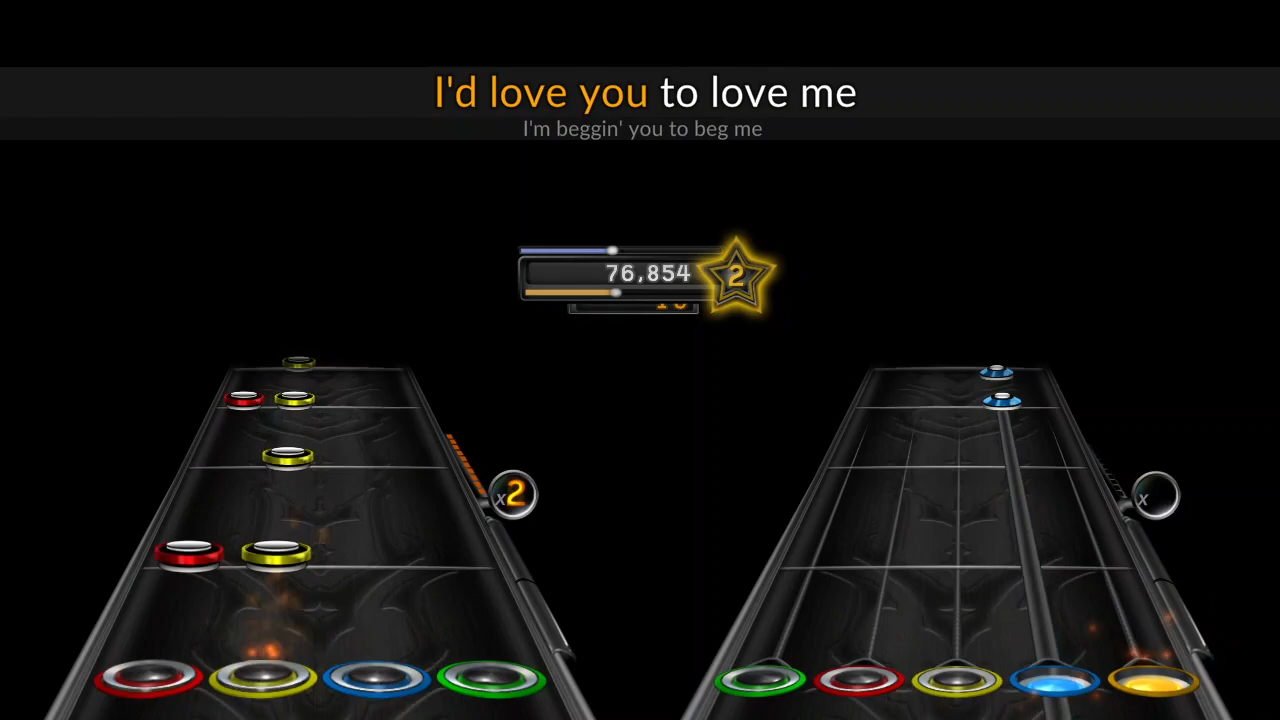 I'd love you to love me
I'm beggin' you to beg me
76,854
2
x2
x